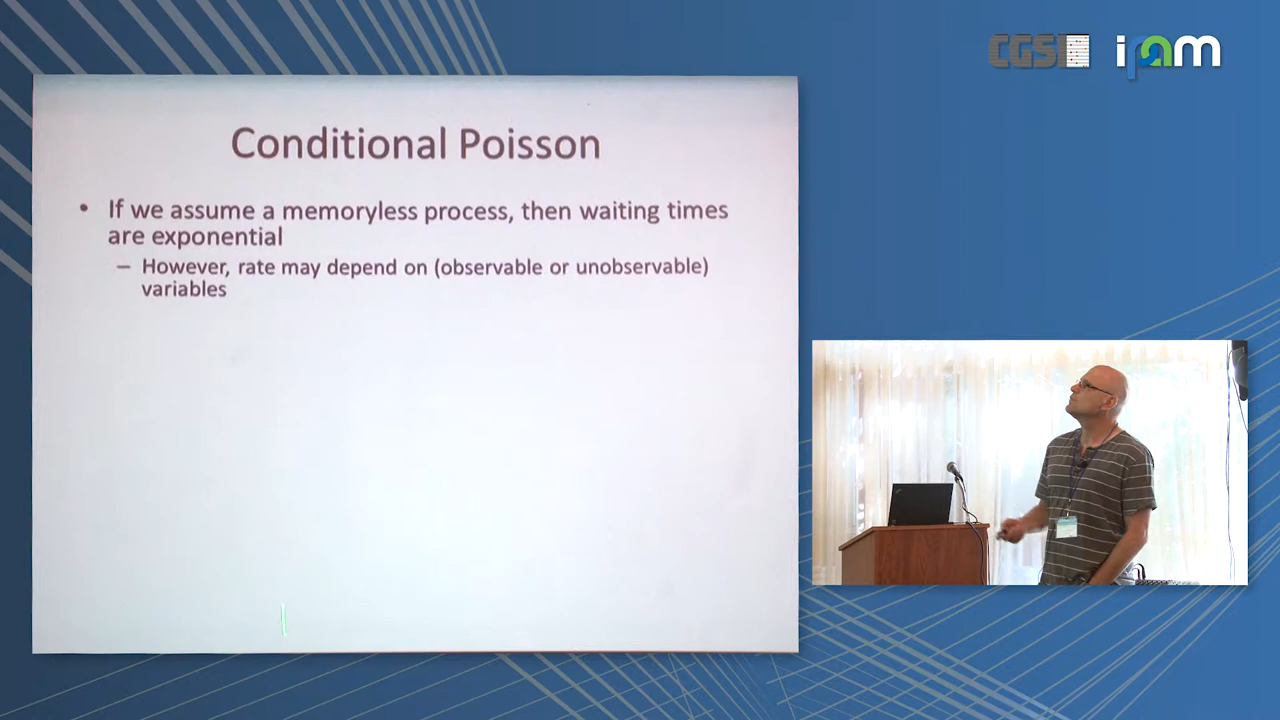 CGSI
ipam
Conditional Poisson
• If we assume a memoryless process, then waiting times
are exponential
– However, rate may depend on (observable or unobservable)
variables